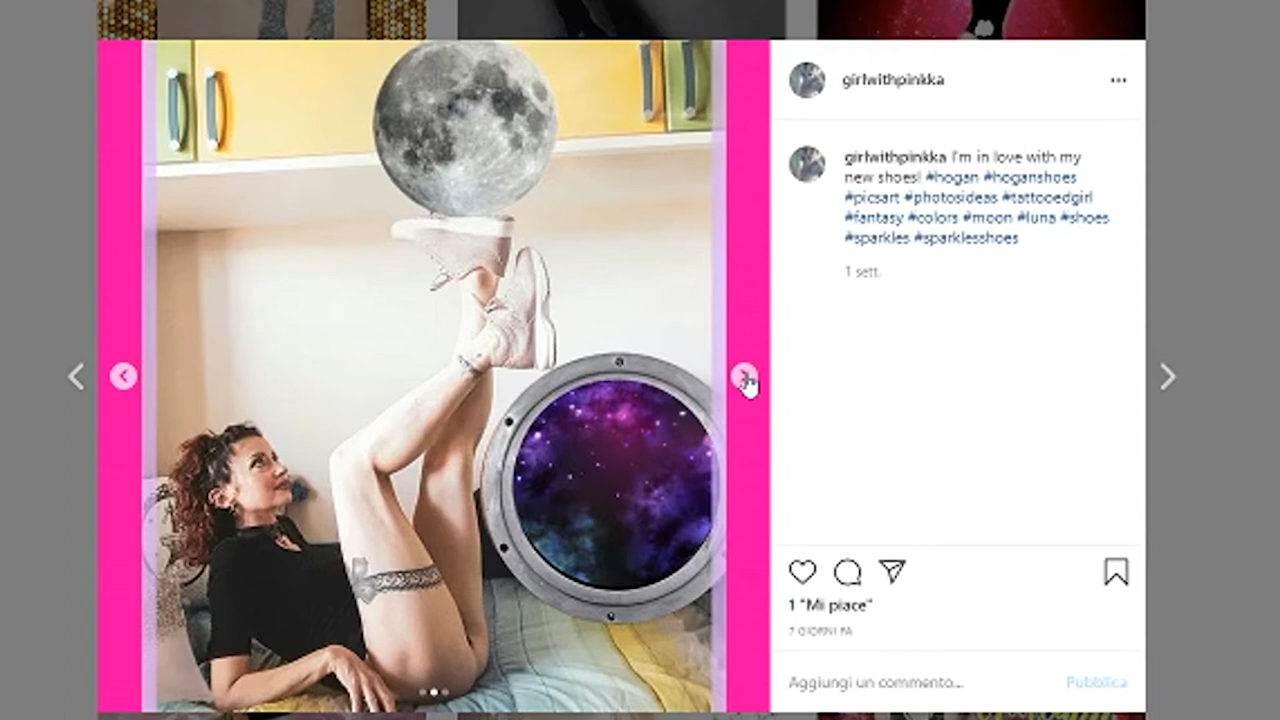 girlwithpinkka
girlwithpinkka I'm in love with my
new shoes! #hogan #hoganshoes
#picsart #photosideas #tattooedgirl
#fantasy #colors #moon #luna #shoes
#sparkles #sparklesshoes
1 sett.
1 "Mi piace"
7 GIORNI FA
Aggiungi un commento... Pubblica